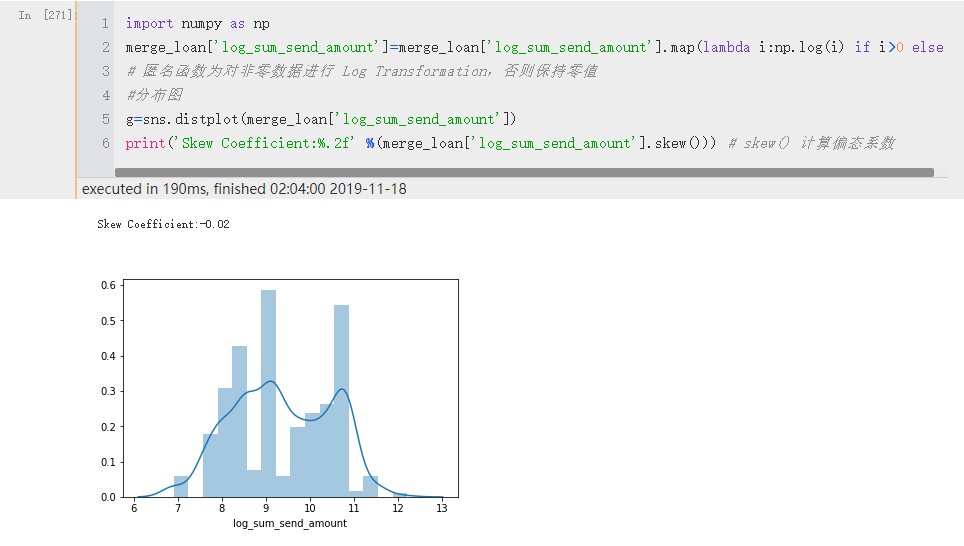 In [271]:
1 import numpy as np
2 merge_loan['log_sum_send_amount']=merge_loan['log_sum_send_amount'].map(lambda i:np.log(i) if i>0 else
3 # 匿名函数为对非零数据进行 Log Transformation，否则保持零值
4 #分布图
5 g=sns.distplot(merge_loan['log_sum_send_amount'])
6 print('Skew Coefficient:%.2f' %(merge_loan['log_sum_send_amount'].skew())) # skew() 计算偏态系数
executed in 190ms, finished 02:04:00 2019-11-18
Skew Coefficient:-0.02
0.6
0.5
0.4
0.3
0.2
0.1
0.0
6 7 8 9 10 11 12 13
log_sum_send_amount